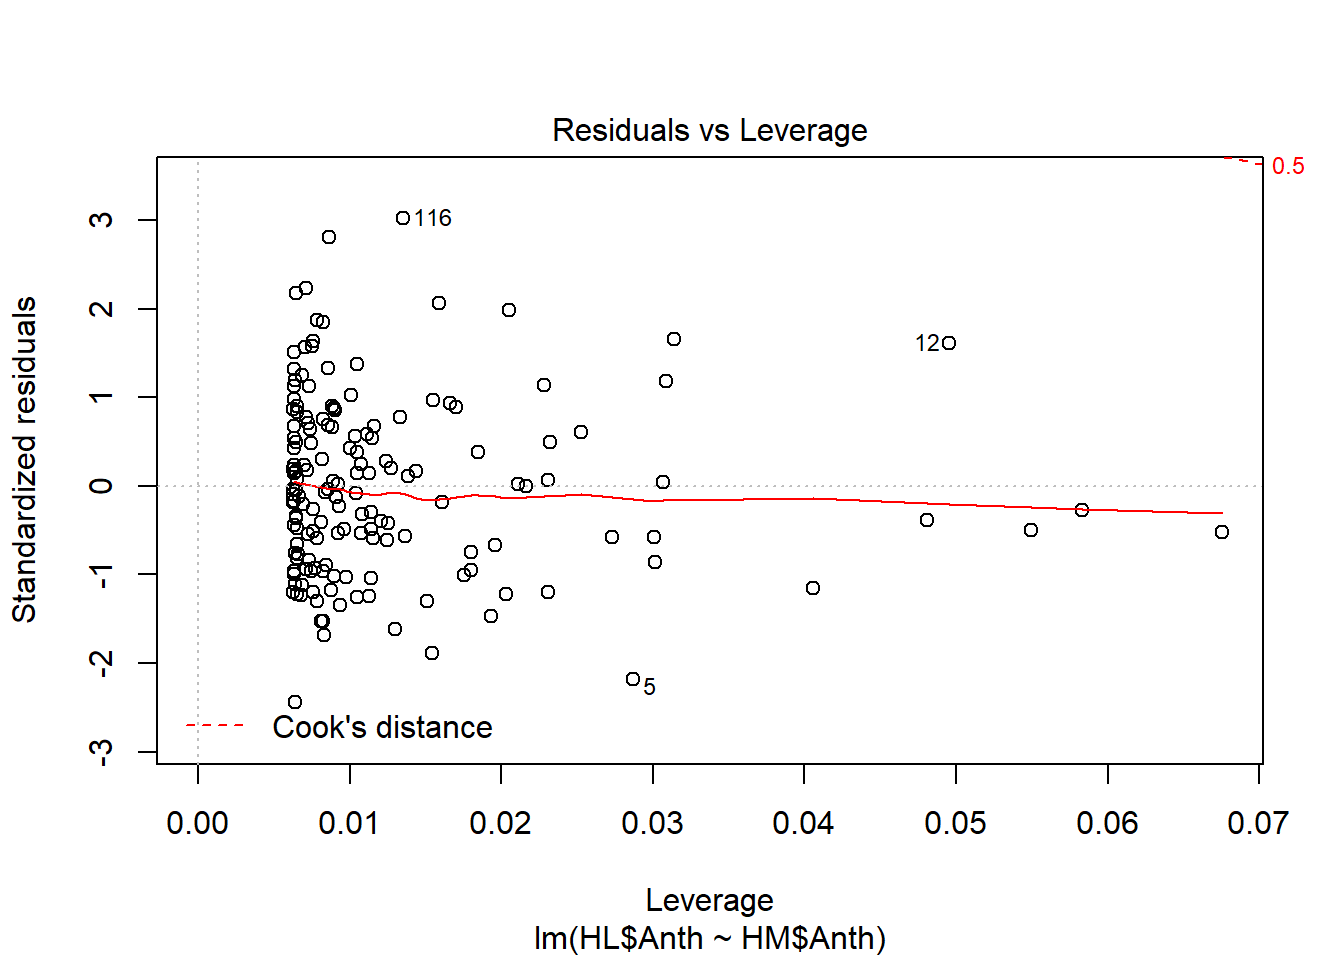 Residuals vs Leverage
0.5
116
12
5
Cook's distance
Standardized residuals
3
2
1
0
-1
-2
-3
0.00 0.01 0.02 0.03 0.04 0.05 0.06 0.07
Leverage
lm(HL$Anth ~ HM$Anth)